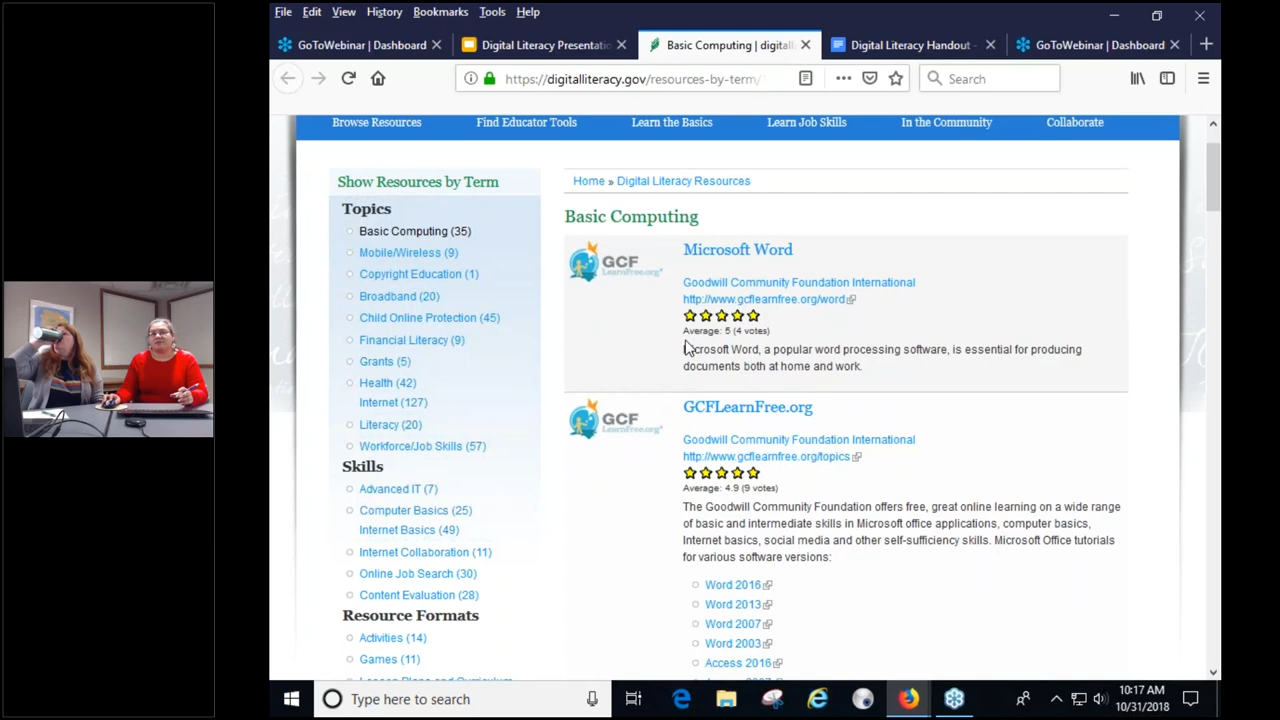 File Edit View History Bookmarks Tools Help
GoToWebinar | Dashboard
Digital Literacy Presentatio
Basic Computing | digitall
Digital Literacy Handout -
GoToWebinar | Dashboard
https://digitalliteracy.gov/resources-by-term/
Search
Browse Resources Find Educator Tools Learn the Basics Learn Job Skills In the Community Collaborate
Show Resources by Term
Topics
Basic Computing (35)
Mobile/Wireless (9)
Copyright Education (1)
Broadband (20)
Child Online Protection (45)
Financial Literacy (9)
Grants (5)
Health (42)
Internet (127)
Literacy (20)
Workforce/Job Skills (57)
Skills
Advanced IT (7)
Computer Basics (25)
Internet Basics (49)
Internet Collaboration (11)
Online Job Search (30)
Content Evaluation (28)
Resource Formats
Activities (14)
Games (11)
Home » Digital Literacy Resources
Basic Computing
GCF
LearnFree.org
Microsoft Word
Goodwill Community Foundation International
http://www.gcflearnfree.org/word
Average: 5 (4 votes)
Microsoft Word, a popular word processing software, is essential for producing
documents both at home and work.
GCF
LearnFree.org
GCFLearnFree.org
Goodwill Community Foundation International
http://www.gcflearnfree.org/topics
Average: 4.9 (9 votes)
The Goodwill Community Foundation offers free, great online learning on a wide range
of basic and intermediate skills in Microsoft office applications, computer basics,
Internet basics, social media and other self-sufficiency skills. Microsoft Office tutorials
for various software versions:
Word 2016
Word 2013
Word 2007
Word 2003
Access 2016
Type here to search
10:17 AM
10/31/2018